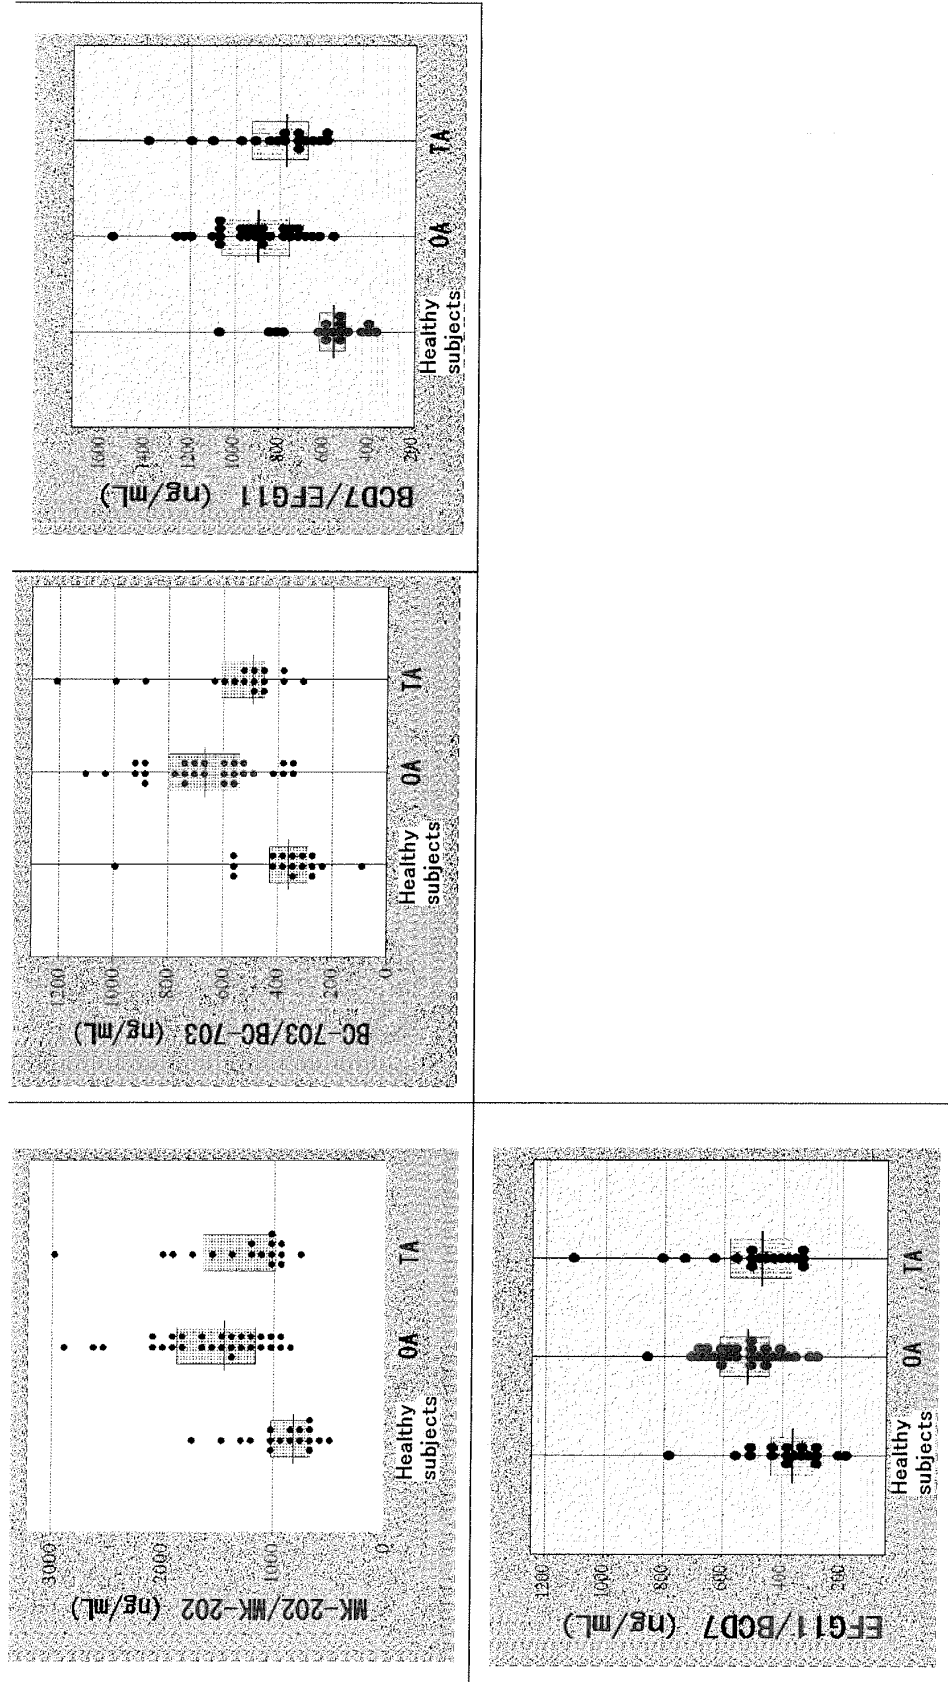 MK-202/MK-202 (ng/mL)
3000
2000
1000
0
Healthy
subjects
OA
TA
BC-703/BC-703 (ng/mL)
1200
1000
800
600
400
200
0
Healthy
subjects
OA
TA
BCD7/EFG11 (ng/mL)
1600
1400
1200
1000
800
600
400
200
Healthy
subjects
OA
TA
EFG11/BCD7 (ng/mL)
1200
1000
800
600
400
200
Healthy
subjects
OA
TA